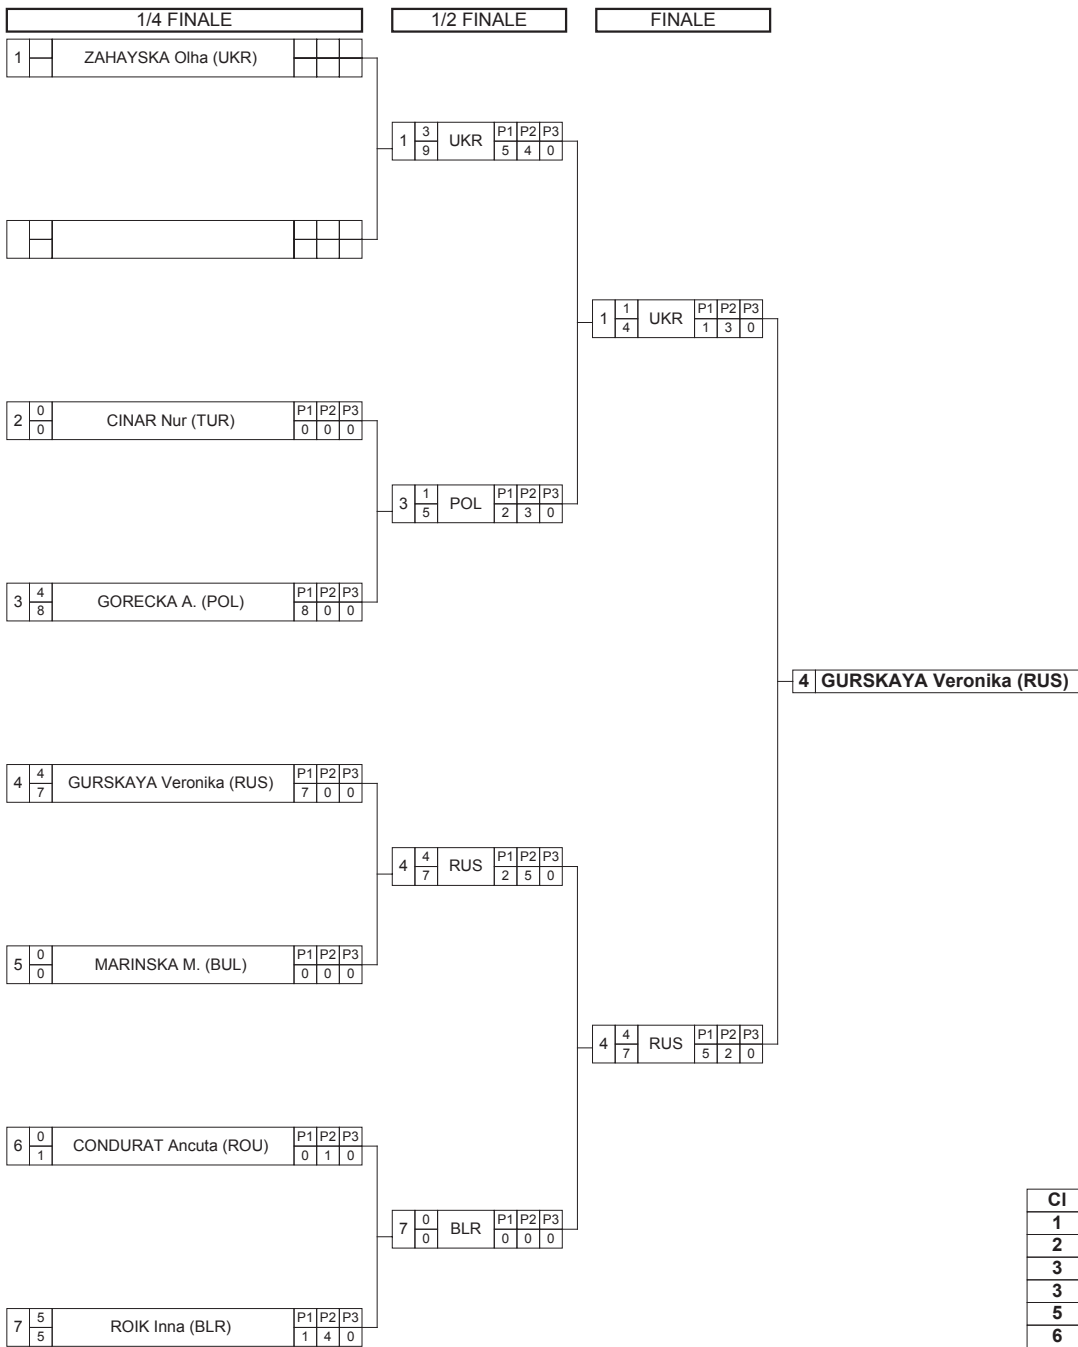 1/4 FINALE 1/2 FINALE FINALE
1 ZAHAYSKA Olha (UKR)
1 3 9 UKR P1 P2 P3 5 4 0
1 1 4 UKR P1 P2 P3 1 3 0
2 0 0 CINAR Nur (TUR) P1 P2 P3 0 0 0
3 1 5 POL P1 P2 P3 2 3 0
3 4 8 GORECKA A. (POL) P1 P2 P3 8 0 0
4 GURSKAYA Veronika (RUS)
4 4 7 GURSKAYA Veronika (RUS) P1 P2 P3 7 0 0
4 4 7 RUS P1 P2 P3 2 5 0
5 0 0 MARINSKA M. (BUL) P1 P2 P3 0 0 0
4 4 7 RUS P1 P2 P3 5 2 0
6 0 1 CONDURAT Ancuta (ROU) P1 P2 P3 0 1 0
7 0 0 BLR P1 P2 P3 0 0 0
7 5 5 ROIK Inna (BLR) P1 P2 P3 1 4 0
Cl
1
2
3
3
5
6